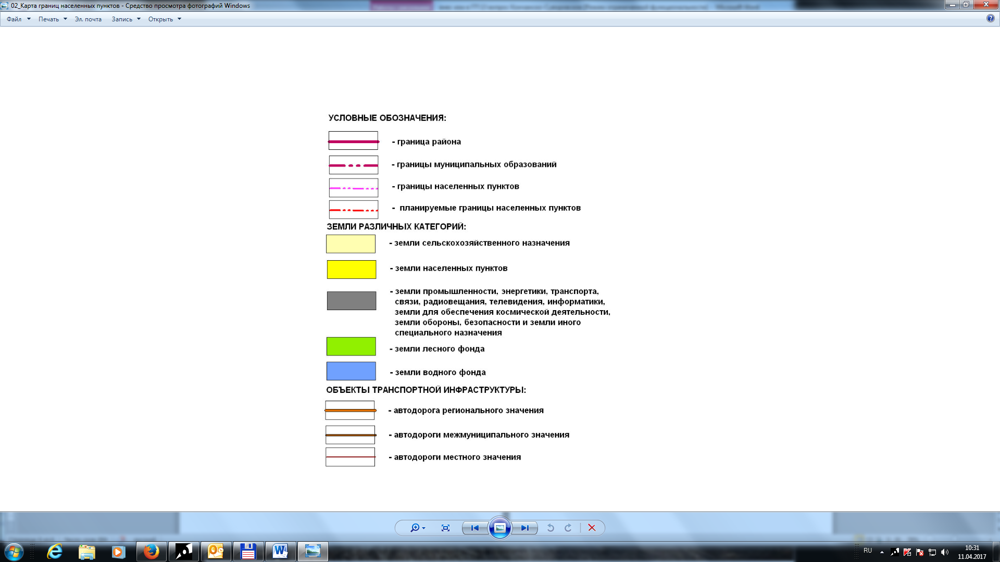 02_Карта границ населенных пунктов - Средство просмотра фотографий Windows
Файл Печать Эл. почта Запись Открыть
УСЛОВНЫЕ ОБОЗНАЧЕНИЯ:
- граница района
- границы муниципальных образований
- границы населенных пунктов
- планируемые границы населенных пунктов
ЗЕМЛИ РАЗЛИЧНЫХ КАТЕГОРИЙ:
- земли сельскохозяйственного назначения
- земли населенных пунктов
- земли промышленности, энергетики, транспорта,
связи, радиовещания, телевидения, информатики,
земли для обеспечения космической деятельности,
земли обороны, безопасности и земли иного
специального назначения
- земли лесного фонда
- земли водного фонда
ОБЪЕКТЫ ТРАНСПОРТНОЙ ИНФРАСТРУКТУРЫ:
- автодорога регионального значения
- автодороги межмуниципального значения
- автодороги местного значения
RU
10:31
11.04.2017